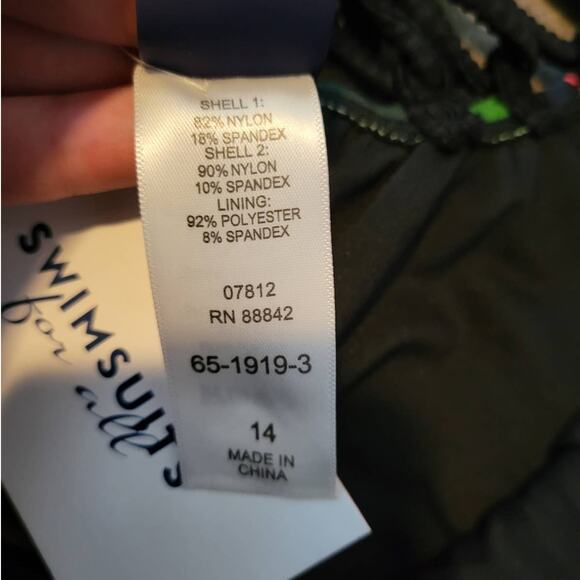 SHELL 1:
82% NYLON
18% SPANDEX
SHELL 2:
90% NYLON
10% SPANDEX
LINING:
92% POLYESTER
8% SPANDEX
07812
RN 88842
65-1919-3
14
MADE IN
CHINA
SWIMSUITS
for all